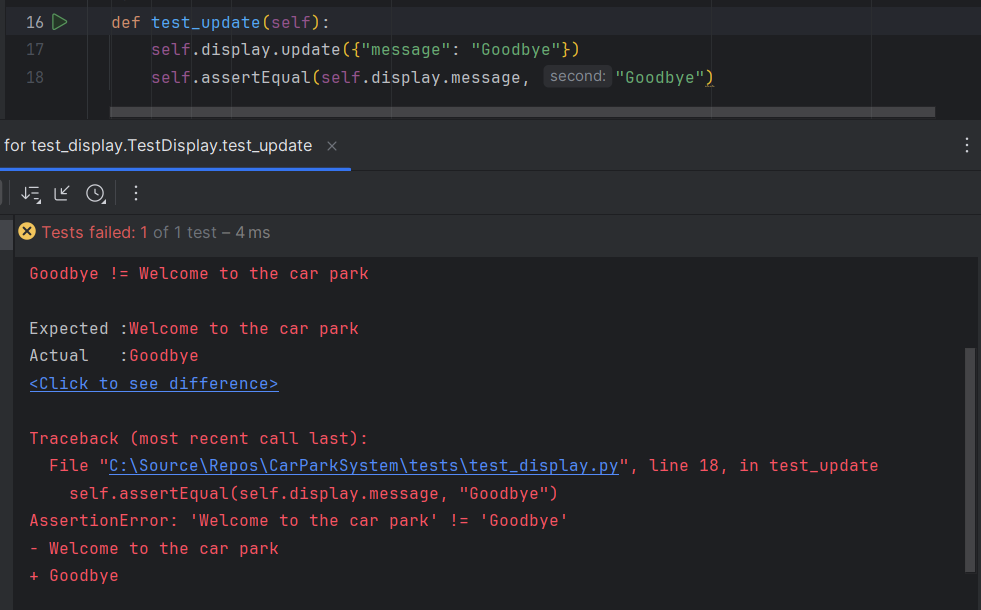 16 def test_update(self):
17 self.display.update({"message": "Goodbye"})
18 self.assertEqual(self.display.message, second: "Goodbye")
for test_display.TestDisplay.test_update ×
Tests failed: 1 of 1 test – 4 ms
Goodbye != Welcome to the car park
Expected :Welcome to the car park
Actual   :Goodbye
<Click to see difference>
Traceback (most recent call last):
File "C:\Source\Repos\CarParkSystem\tests\test_display.py", line 18, in test_update
self.assertEqual(self.display.message, "Goodbye")
AssertionError: 'Welcome to the car park' != 'Goodbye'
- Welcome to the car park
+ Goodbye